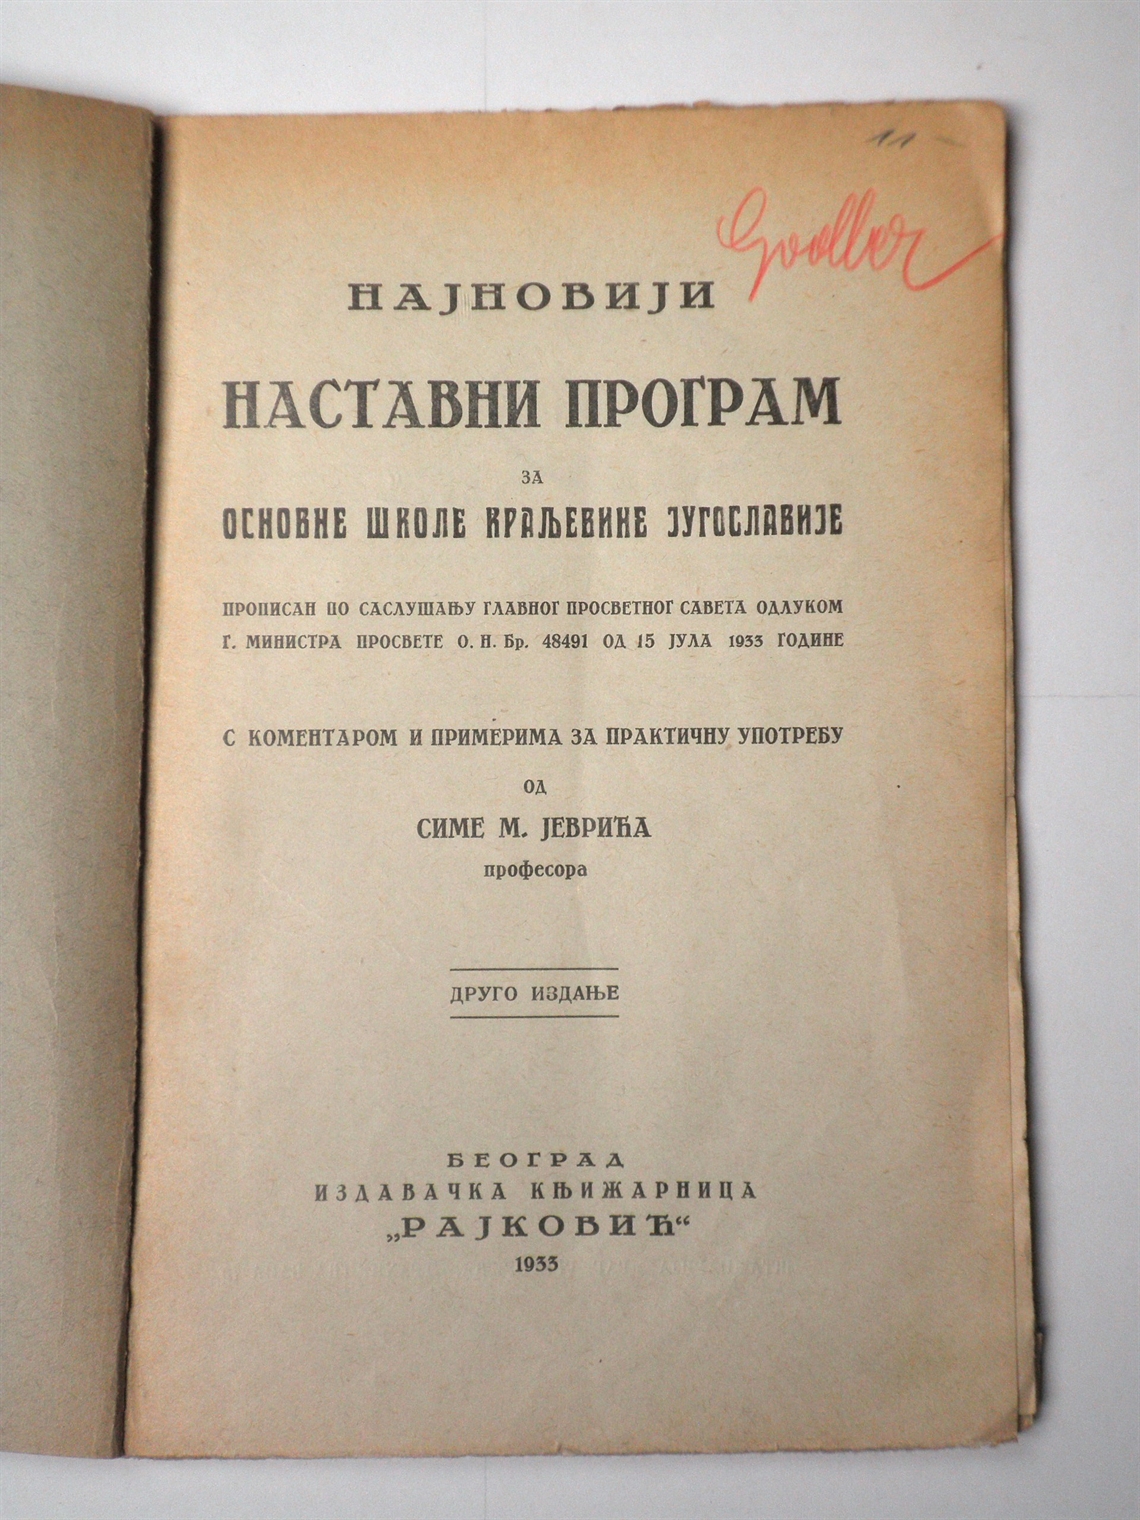 11 -
НАЈНОВИЈИ
НАСТАВНИ ПРОГРАМ
ЗА
ОСНОВНЕ ШКОЛЕ КРАЉЕВИНЕ ЈУГОСЛАВИЈЕ
ПРОПИСАН ПО САСЛУШАЊУ ГЛАВНОГ ПРОСВЕТНОГ САВЕТА ОДЛУКОМ
Г. МИНИСТРА ПРОСВЕТЕ О. Н. Бр. 48491 ОД 15 ЈУЛА 1933 ГОДИНЕ
С КОМЕНТАРОМ И ПРИМЕРИМА ЗА ПРАКТИЧНУ УПОТРЕБУ
ОД
СИМЕ М. ЈЕВРИЋА
професора
ДРУГО ИЗДАЊЕ
БЕОГРАД
ИЗДАВАЧКА КЊИЖАРНИЦА
„РАЈКОВИЋ“
1933